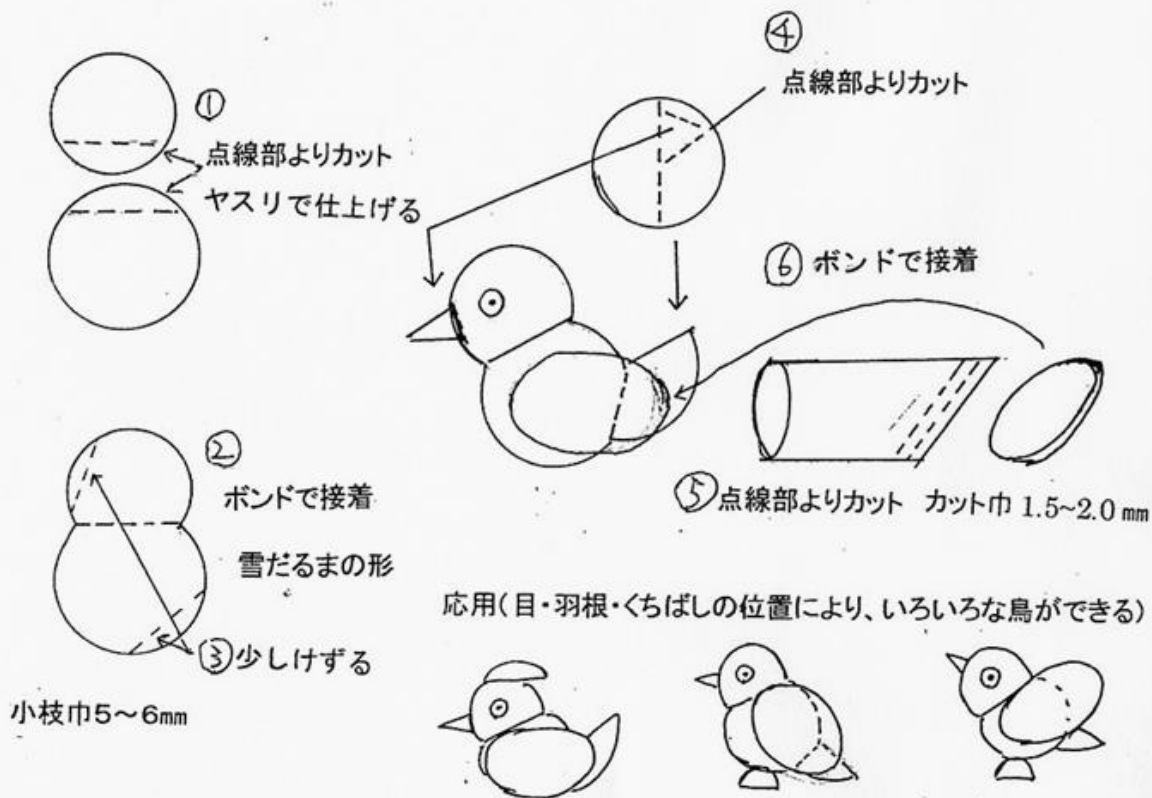 ①
点線部よりカット
ヤスリで仕上げる
②
ボンドで接着
雪だるまの形
③少しけずる
小枝巾5～6mm
④
点線部よりカット
⑥ ボンドで接着
⑤点線部よりカット カット巾 1.5~2.0 mm
応用(目・羽根・くちばしの位置により、いろいろな鳥ができる)